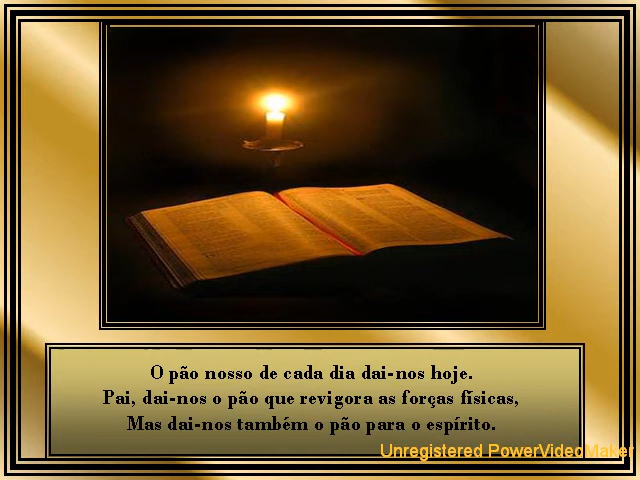 O pão nosso de cada dia dai-nos hoje.
Pai, dai-nos o pão que revigora as forças físicas,
Mas dai-nos também o pão para o espírito.
Unregistered PowerVideoMaker